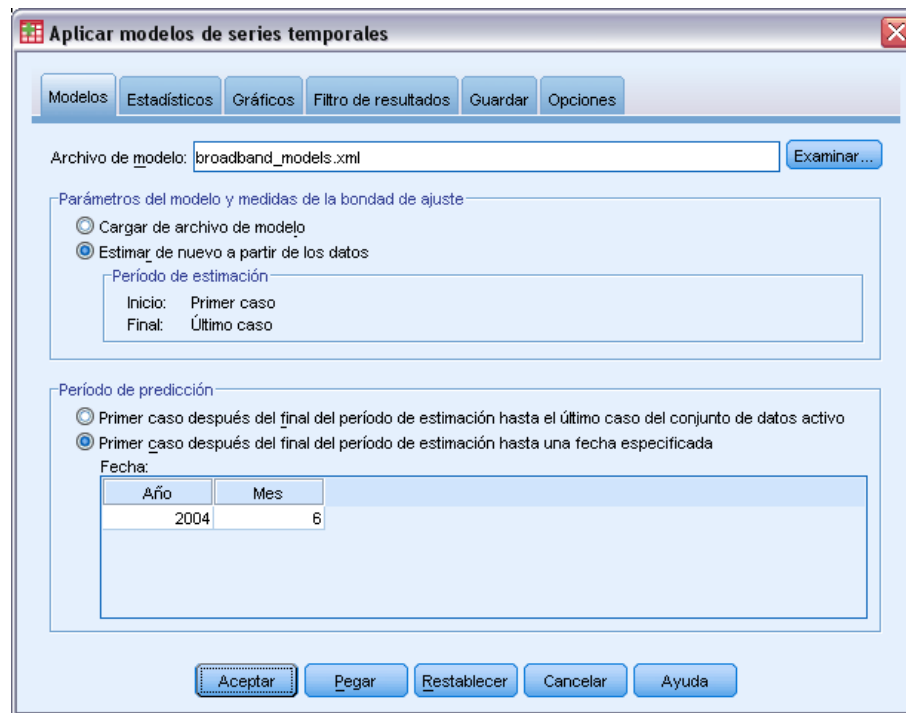 Aplicar modelos de series temporales
Modelos Estadísticos Gráficos Filtro de resultados Guardar Opciones
Archivo de modelo: broadband_models.xml Examinar...
Parámetros del modelo y medidas de la bondad de ajuste
Cargar de archivo de modelo
Estimar de nuevo a partir de los datos
Período de estimación
Inicio: Primer caso
Final: Último caso
Período de predicción
Primer caso después del final del período de estimación hasta el último caso del conjunto de datos activo
Primer caso después del final del período de estimación hasta una fecha especificada
Fecha:
Año Mes
2004 6
Aceptar Pegar Restablecer Cancelar Ayuda